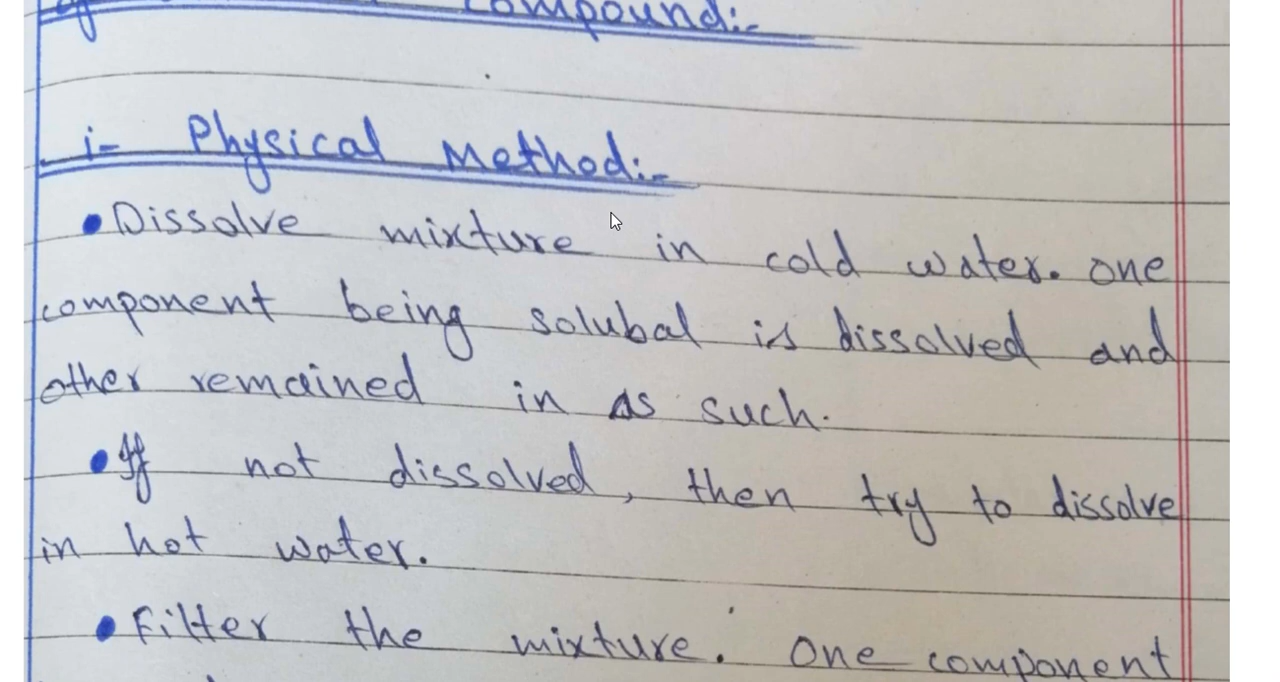 compound:-
i- Physical Method:-
• Dissolve mixture in cold water. one
component being solubal is dissolved and
other remained in as such.
• If not dissolved, then try to dissolve
in hot water.
• Filter the mixture. One component